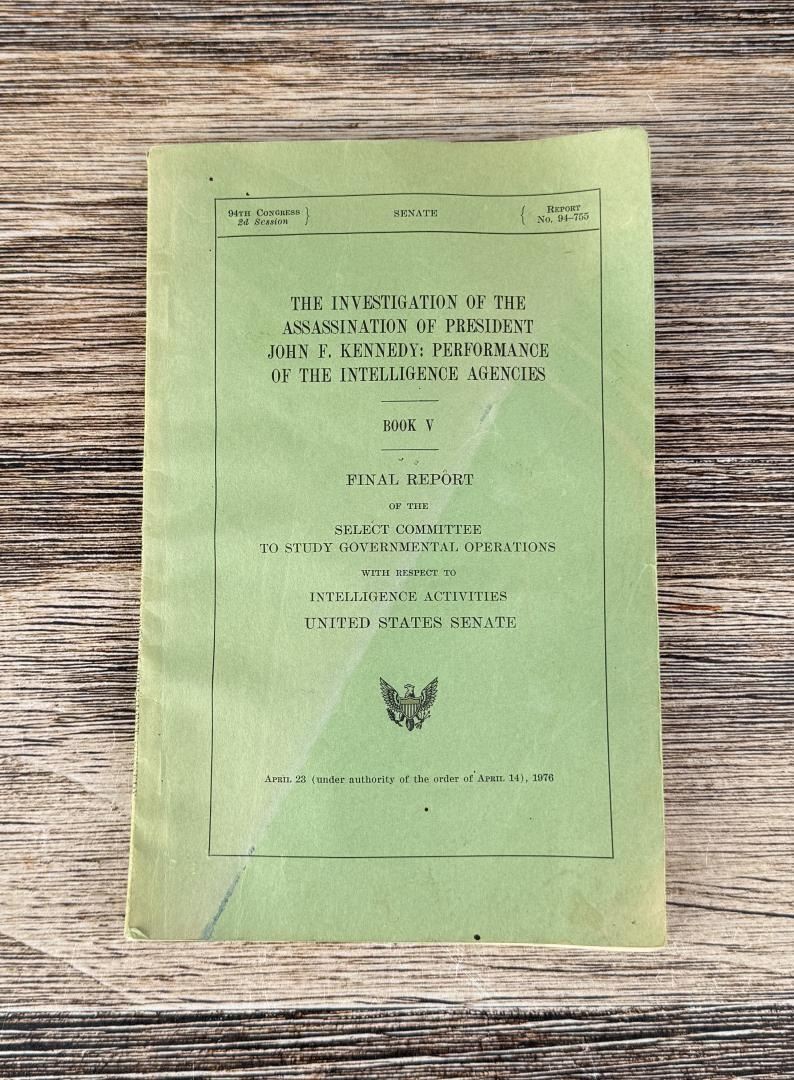 94TH CONGRESS } SENATE { REPORT
2d Session No. 94-755
THE INVESTIGATION OF THE
ASSASSINATION OF PRESIDENT
JOHN F. KENNEDY: PERFORMANCE
OF THE INTELLIGENCE AGENCIES
BOOK V
FINAL REPORT
OF THE
SELECT COMMITTEE
TO STUDY GOVERNMENTAL OPERATIONS
WITH RESPECT TO
INTELLIGENCE ACTIVITIES
UNITED STATES SENATE
APRIL 23 (under authority of the order of APRIL 14), 1976